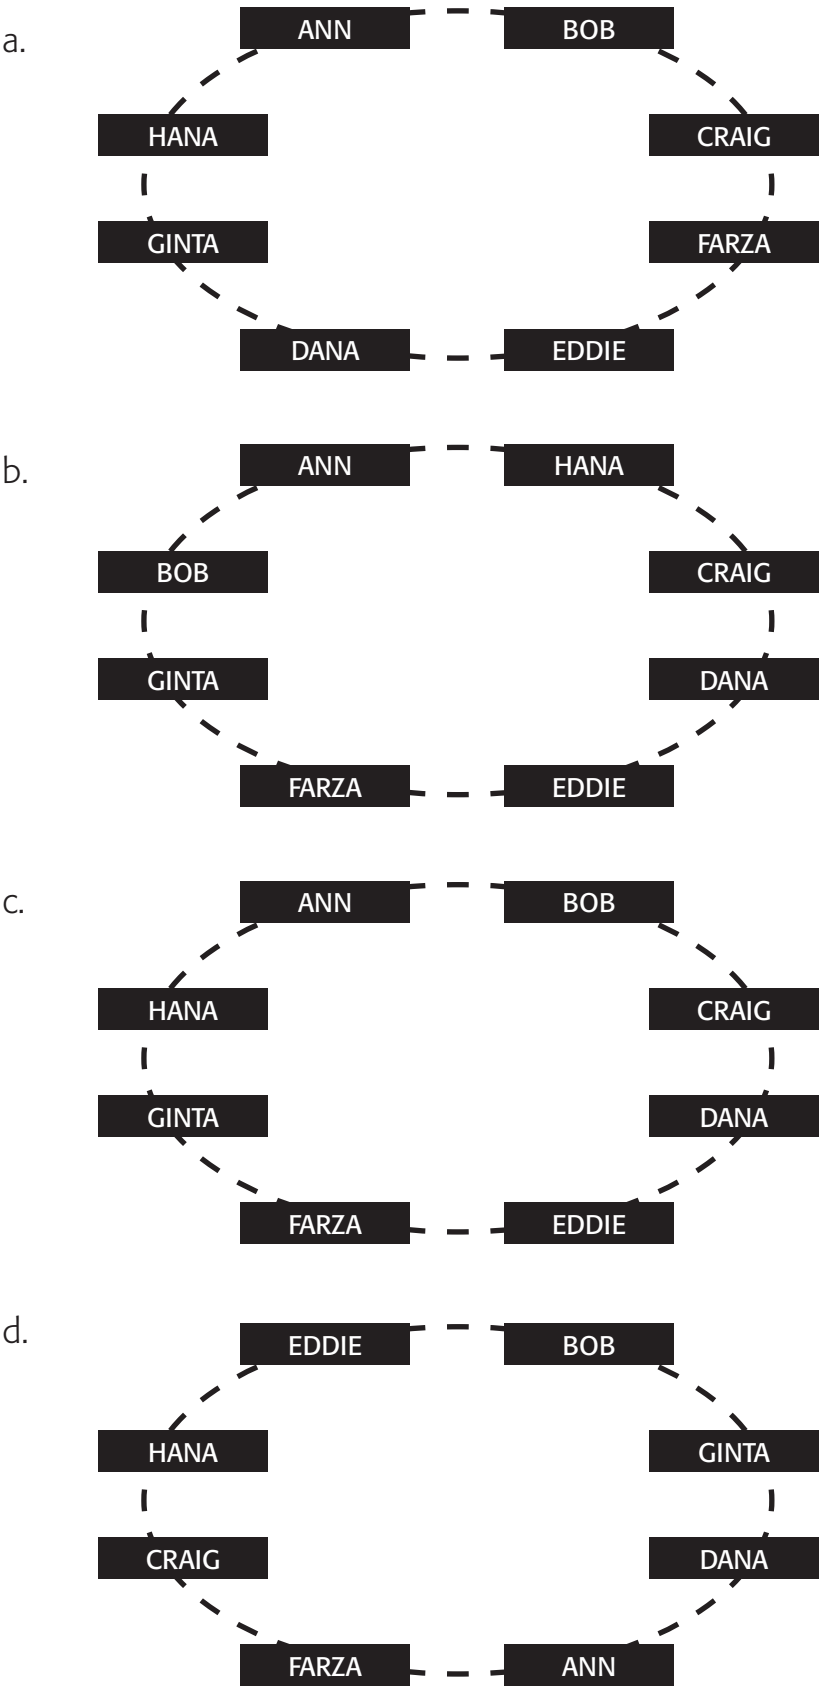 a.
ANN BOB
HANA CRAIG
GINTA FARZA
DANA EDDIE
b.
ANN HANA
BOB CRAIG
GINTA DANA
FARZA EDDIE
c.
ANN BOB
HANA CRAIG
GINTA DANA
FARZA EDDIE
d.
EDDIE BOB
HANA GINTA
CRAIG DANA
FARZA ANN